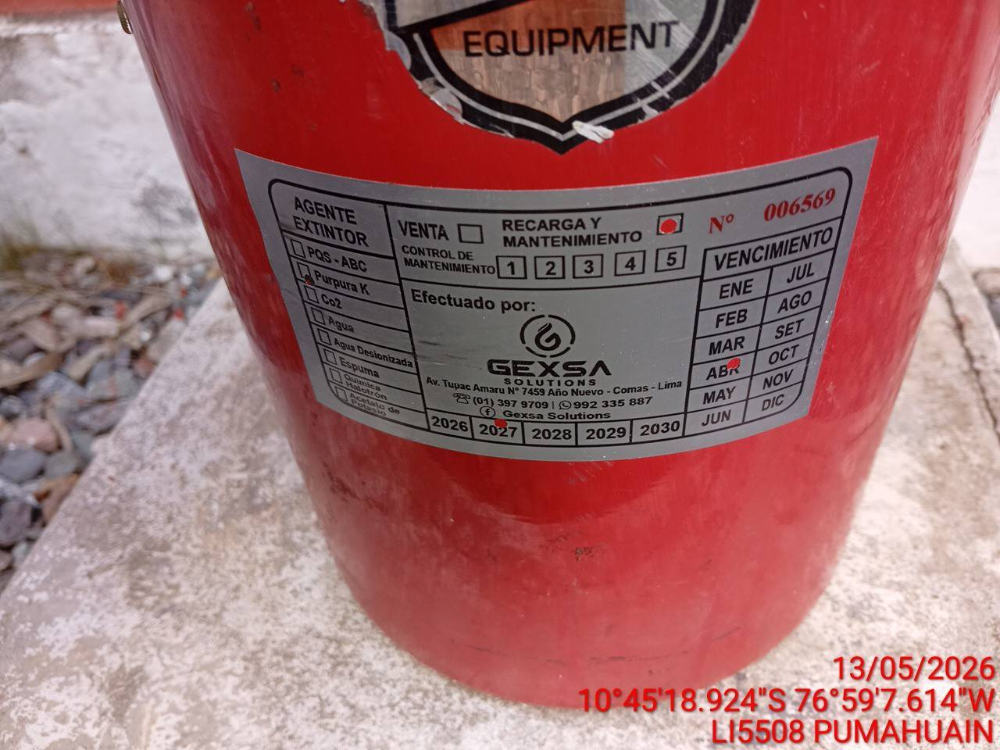 EQUIPMENT
AGENTE
EXTINTOR
PQS - ABC
Purpura K
Co2
Agua
Agua Desionizada
Espuma
Quimica
Halotrón
Acetato de
Potasio
VENTA
RECARGA Y
MANTENIMIENTO
CONTROL DE
MANTENIMIENTO
1 2 3 4 5
Efectuado por:
GEXSA
SOLUTIONS
Av. Tupac Amaru N° 7459 Año Nuevo - Comas - Lima
(01) 397 9709 | 992 335 887
Gexsa Solutions
2026 2027 2028 2029 2030
N° 006569
VENCIMIENTO
ENE JUL
FEB AGO
MAR SET
ABR OCT
MAY NOV
JUN DIC
13/05/2026
10°45'18.924"S 76°59'7.614"W
LI5508 PUMAHUAIN